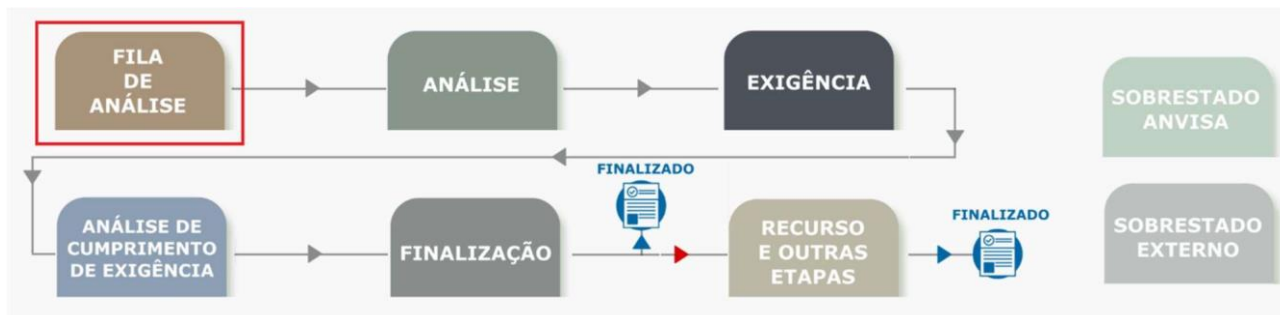 FILA
DE
ANÁLISE
ANÁLISE
EXIGÊNCIA
SOBRESTADO
ANVISA
ANÁLISE DE
CUMPRIMENTO
DE EXIGÊNCIA
FINALIZAÇÃO
FINALIZADO
RECURSO
E OUTRAS
ETAPAS
FINALIZADO
SOBRESTADO
EXTERNO